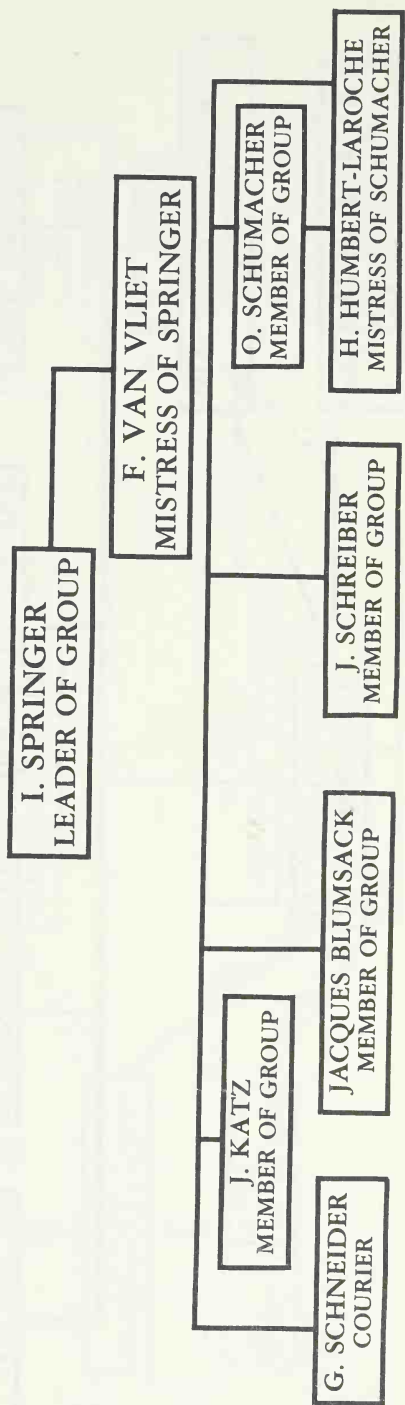 I. SPRINGER
LEADER OF GROUP
F. VAN VLIET
MISTRESS OF SPRINGER
J. KATZ
MEMBER OF GROUP
O. SCHUMACHER
MEMBER OF GROUP
G. SCHNEIDER
COURIER
JACQUES BLUMSACK
MEMBER OF GROUP
J. SCHREIBER
MEMBER OF GROUP
H. HUMBERT-LAROCHE
MISTRESS OF SCHUMACHER